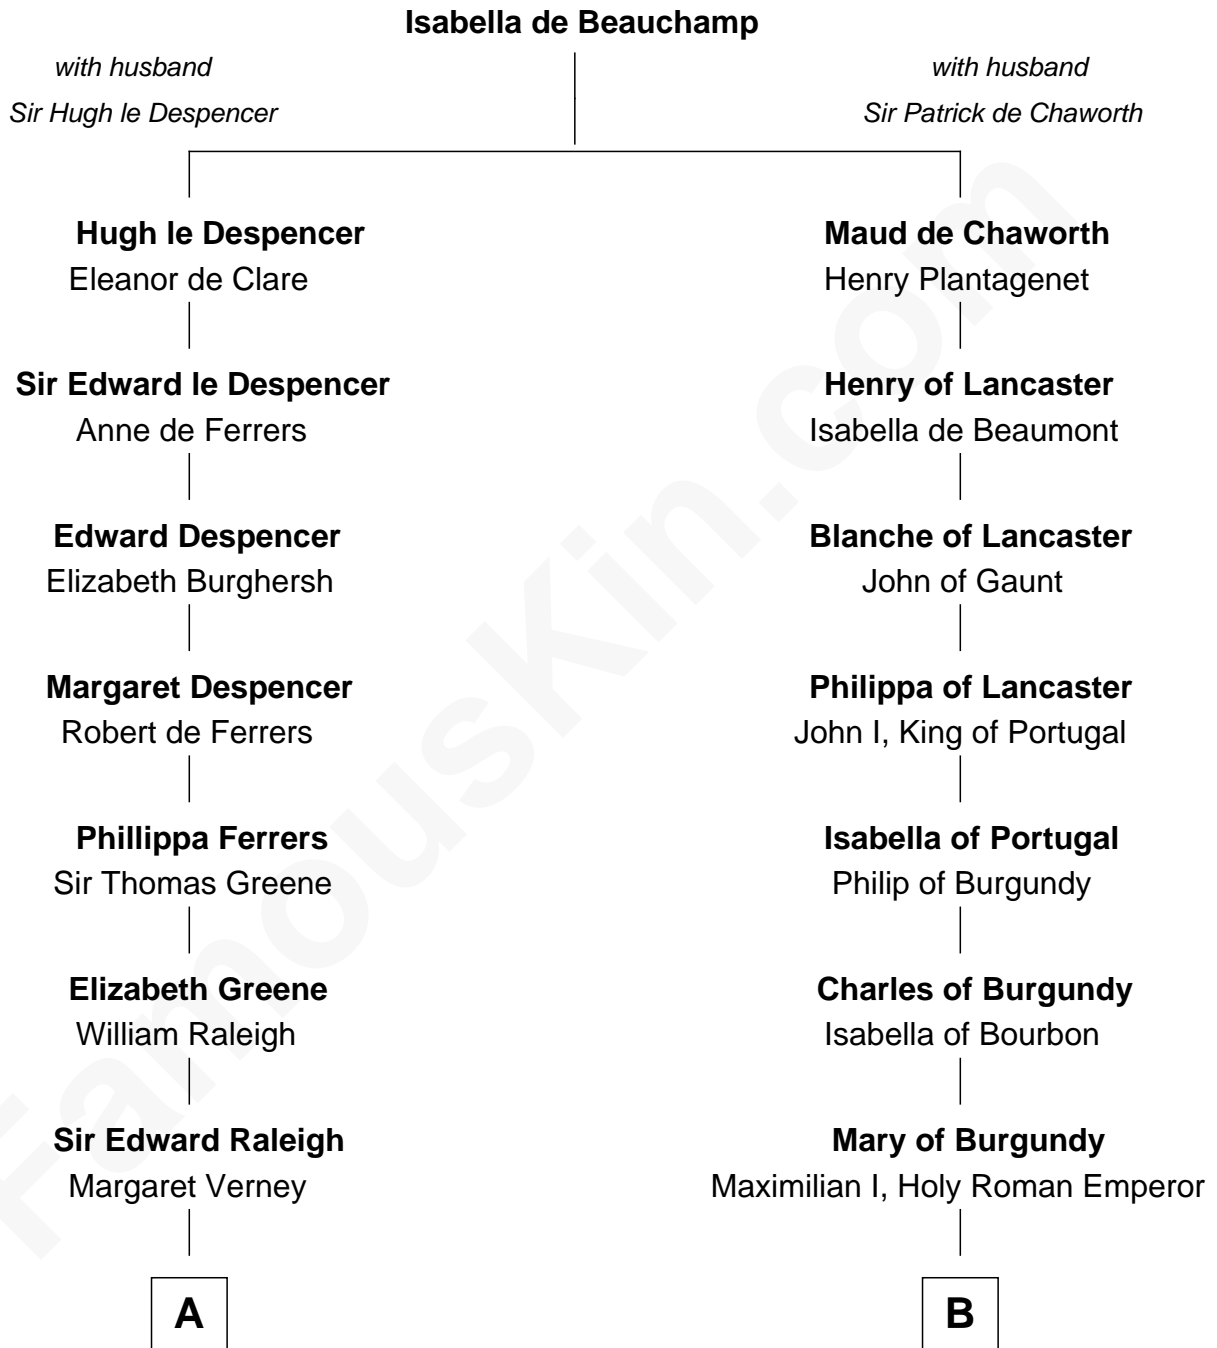 Isabella de Beauchamp
with husband
Sir Hugh le Despencer
with husband
Sir Patrick de Chaworth
Hugh le Despencer
Eleanor de Clare
Maud de Chaworth
Henry Plantagenet
Sir Edward le Despencer
Anne de Ferrers
Henry of Lancaster
Isabella de Beaumont
Edward Despencer
Elizabeth Burghersh
Blanche of Lancaster
John of Gaunt
Margaret Despencer
Robert de Ferrers
Philippa of Lancaster
John I, King of Portugal
Phillippa Ferrers
Sir Thomas Greene
Isabella of Portugal
Philip of Burgundy
Elizabeth Greene
William Raleigh
Charles of Burgundy
Isabella of Bourbon
Sir Edward Raleigh
Margaret Verney
Mary of Burgundy
Maximilian I, Holy Roman Emperor
A
B
FamousKin.com